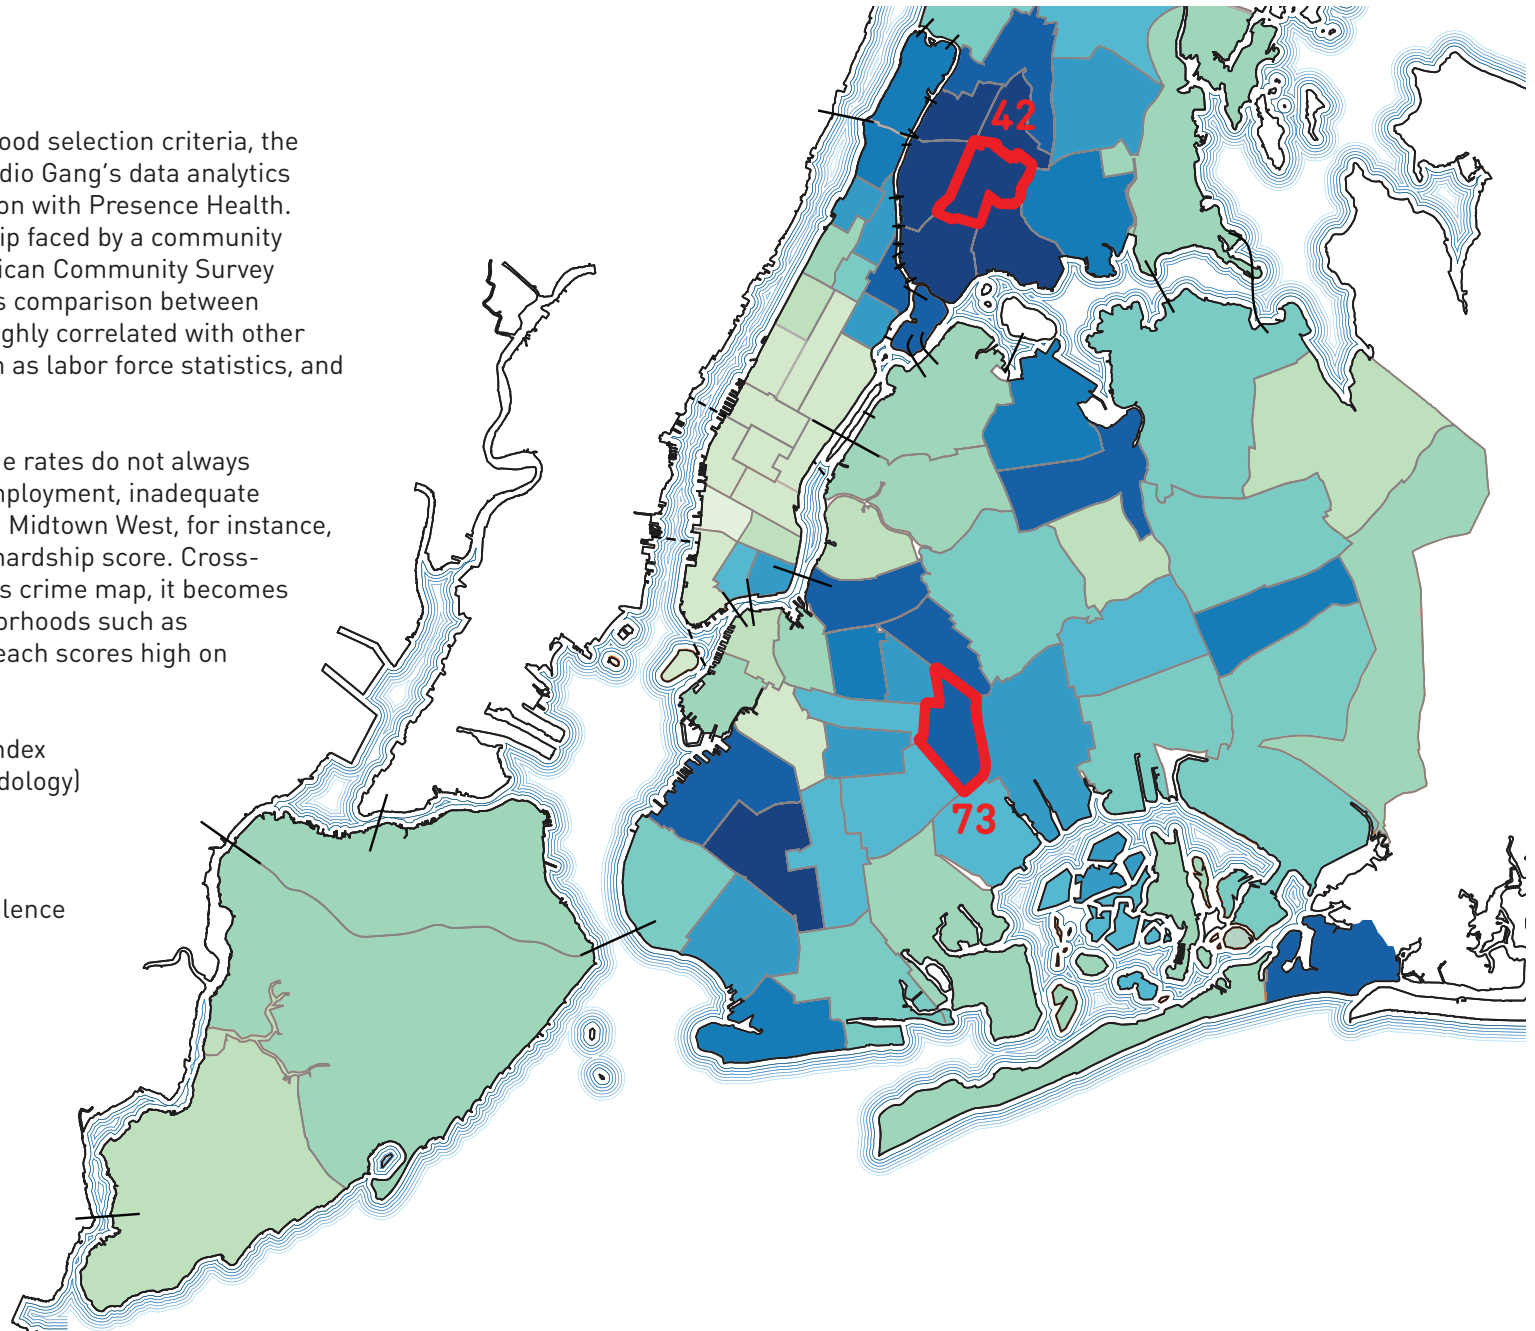 ood selection criteria, the
dio Gang's data analytics
on with Presence Health.
ip faced by a community
ican Community Survey
s comparison between
ghly correlated with other
as labor force statistics, and
e rates do not always
mployment, inadequate
Midtown West, for instance,
hardship score. Cross-
s crime map, it becomes
orhoods such as
each scores high on
ndex
dology)
lence
42
73